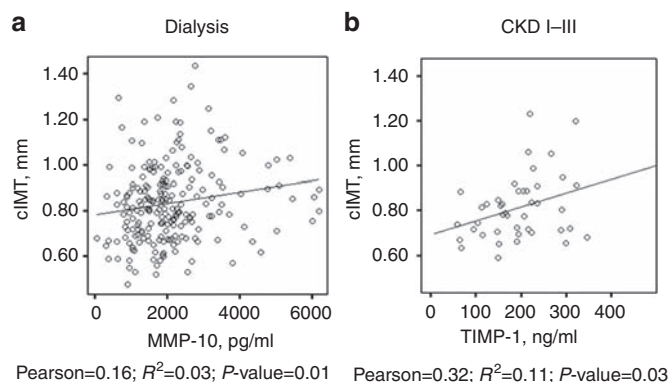 a Dialysis
1.40
1.20
1.00
0.80
0.60
cIMT, mm
0 2000 4000 6000
MMP-10, pg/ml
Pearson=0.16; R²=0.03; P-value=0.01
b CKD I–III
1.40
1.20
1.00
0.80
0.60
cIMT, mm
0 100 200 300 400
TIMP-1, ng/ml
Pearson=0.32; R²=0.11; P-value=0.03